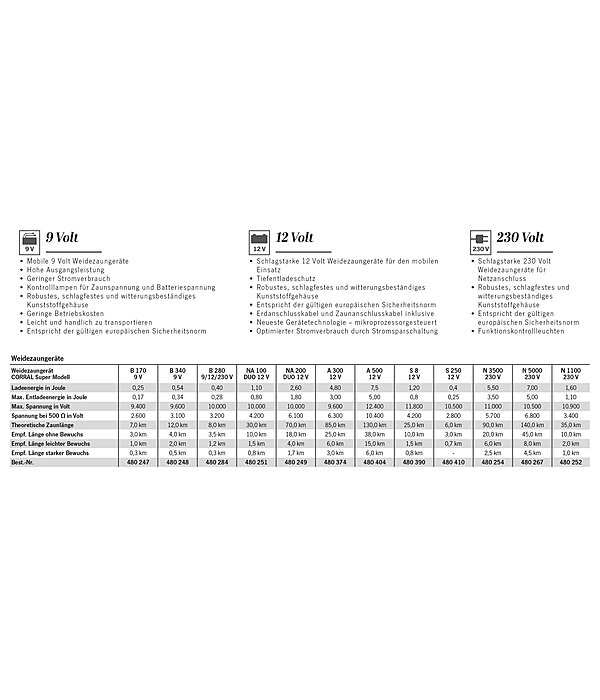 9 V
9 Volt
• Mobile 9 Volt Weidezaungeräte
• Hohe Ausgangsleistung
• Geringer Stromverbrauch
• Kontrolllampen für Zaunspannung und Batteriespannung
• Robustes, schlagfestes und witterungsbeständiges
Kunststoffgehäuse
• Geringe Betriebskosten
• Leicht und handlich zu transportieren
• Entspricht der gültigen europäischen Sicherheitsnorm
12 V
12 Volt
• Schlagstarke 12 Volt Weidezaungeräte für den mobilen
Einsatz
• Tiefentladeschutz
• Robustes, schlagfestes und witterungsbeständiges
Kunststoffgehäuse
• Entspricht der gültigen europäischen Sicherheitsnorm
• Erdanschlusskabel und Zaunanschlusskabel inklusive
• Neueste Gerätetechnologie – mikroprozessorgesteuert
• Optimierter Stromverbrauch durch Stromsparschaltung
230 V
230 Volt
• Schlagstarke 230 Volt
Weidezaungeräte für
Netzanschluss
• Robustes, schlagfestes und
witterungsbeständiges
Kunststoffgehäuse
• Entspricht der gültigen
europäischen Sicherheitsnorm
• Funktionskontrollleuchten
Weidezaungeräte
Weidezaungerät B 170 B 340 B 280 NA 100 NA 200 A 300 A 500 S 8 S 250 N 3500 N 5000 N 1100
CORRAL Super Modell 9 V 9 V 9/12/230 V DUO 12 V DUO 12 V 12 V 12 V 12 V 12 V 230 V 230 V 230 V
Ladeenergie in Joule 0,25 0,54 0,40 1,10 2,60 4,80 7,5 1,20 0,4 5,50 7,00 1,60
Max. Entladeenergie in Joule 0,17 0,34 0,28 0,80 1,80 3,00 5,00 0,8 0,25 3,50 5,00 1,10
Max. Spannung in Volt 9.400 9.600 10.000 10.000 10.000 9.600 12.400 11.800 10.500 11.000 10.500 10.900
Spannung bei 500 Ω in Volt 2.600 3.100 3.200 4.200 6.100 5.100 6.900 4.200 2.800 5.700 6.800 3.400
Theoretische Zaunlänge 7,0 km 12,0 km 8,0 km 30,0 km 70,0 km 85,0 km 130,0 km 25,0 km 6,0 km 90,0 km 140,0 km 35,0 km
Empf. Länge ohne Bewuchs 3,0 km 4,0 km 3,5 km 10,0 km 18,0 km 25,0 km 38,0 km 10,0 km 3,0 km 20,0 km 45,0 km 10,0 km
Empf. Länge leichter Bewuchs 1,0 km 2,0 km 1,2 km 4,0 km 6,0 km 6,0 km 15,0 km 1,5 km 0,7 km 6,0 km 8,0 km 2,0 km
Empf. Länge starker Bewuchs 0,3 km 0,5 km 0,3 km 0,8 km 1,7 km 3,0 km 6,0 km 0,8 km - 2,5 km 4,5 km 1,0 km
Best.-Nr. 480 247 480 248 480 284 480 251 480 249 480 374 480 404 480 390 480 410 480 254 480 267 480 252